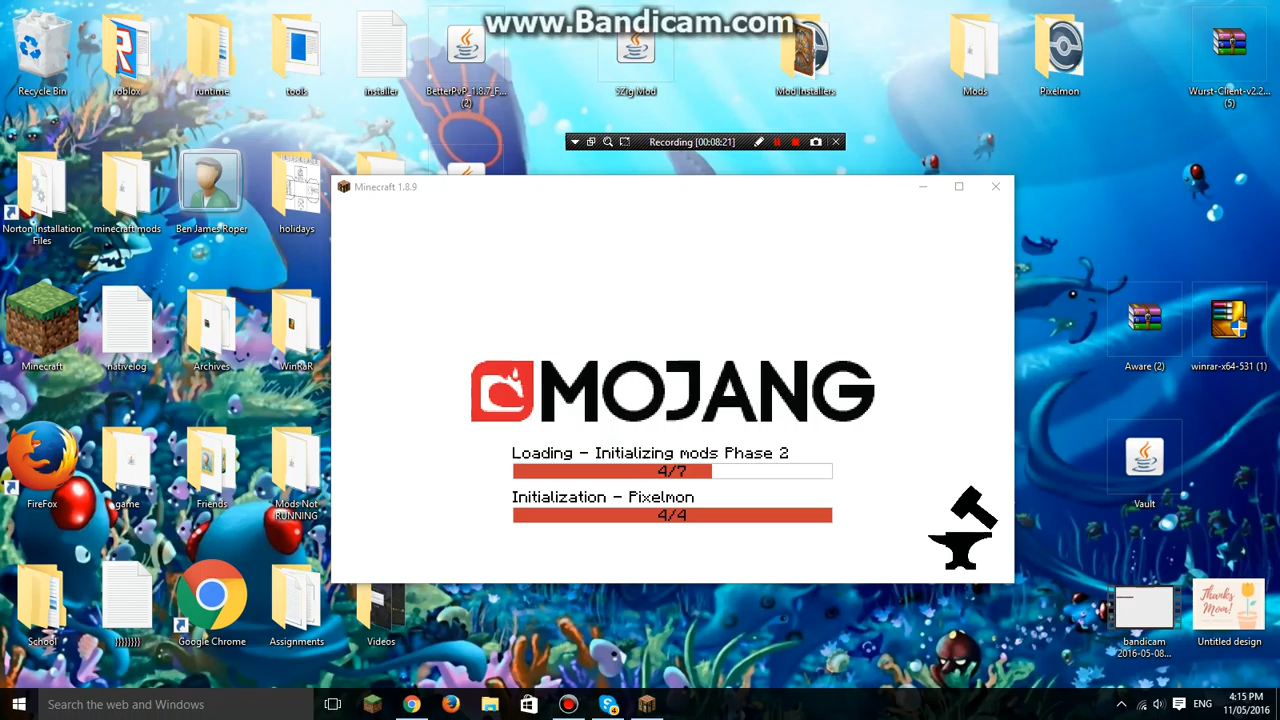 www.Bandicam.com
Recycle Bin
roblox
runtime
tools
installer
BetterPvP_1.8.7_F...
(2)
5Zig Mod
Mod Installers
Mods
Pixelmon
Wurst-Client-v2.2...
(5)
Recording [00:08:21]
Minecraft 1.8.9
Norton Installation
Files
minecraft mods
Ben James Roper
holidays
MOJANG
Loading - Initializing mods Phase 2
4/7
Initialization - Pixelmon
4/4
Minecraft
nativelog
Archives
WinRAR
Aware (2)
winrar-x64-531 (1)
FireFox
game
Friends
Mods Not
RUNNING
Vault
School
}}}}}}}}
Google Chrome
Assignments
Videos
bandicam
2016-05-08...
Thanks
Mom!
Untitled design
Search the web and Windows
ENG
4:15 PM
11/05/2016